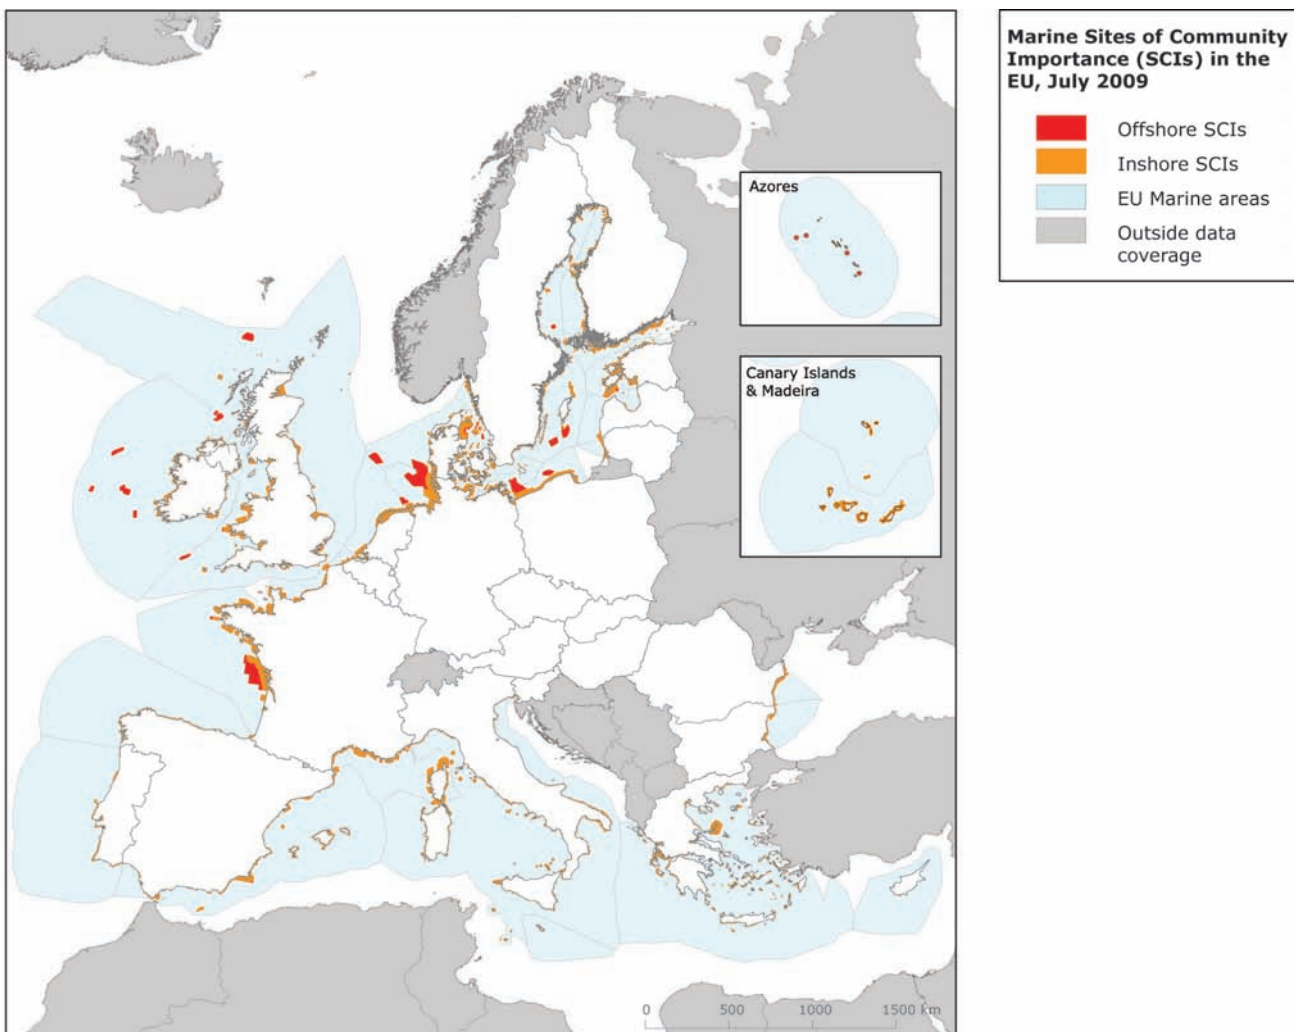 Marine Sites of Community
Importance (SCIs) in the
EU, July 2009
Offshore SCIs
Inshore SCIs
EU Marine areas
Outside data
coverage
Azores
Canary Islands
& Madeira
0 500 1000 1500 km